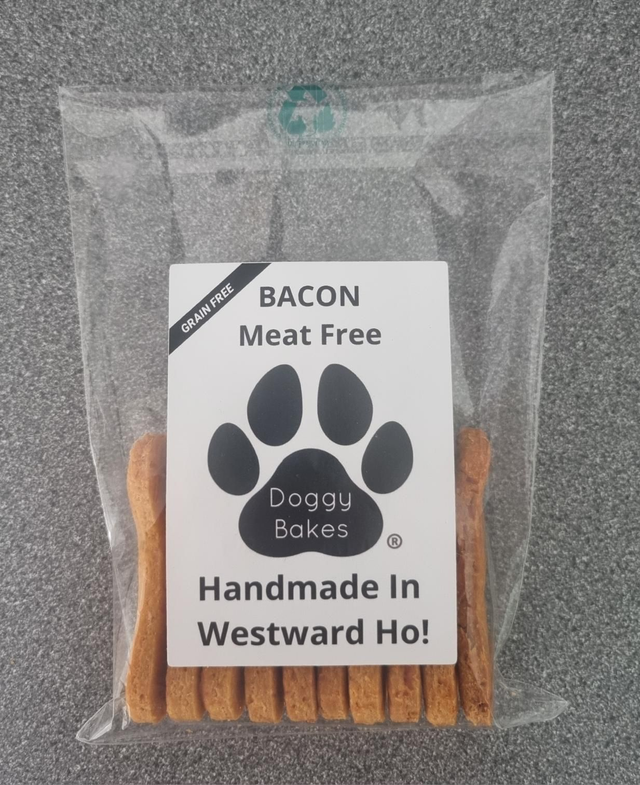 GRAIN FREE
BACON
Meat Free
Doggy
Bakes
®
Handmade In
Westward Ho!